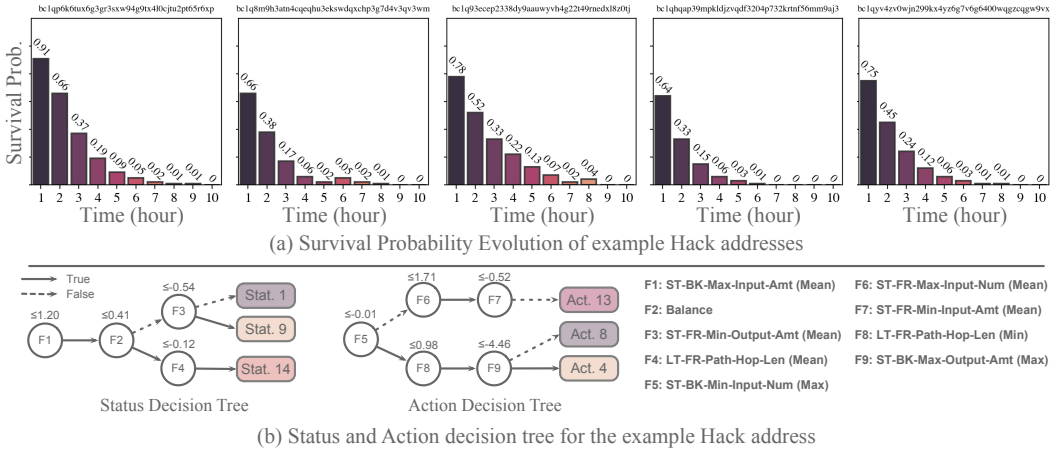 bc1qp6k6tux6g3gr3sxw94g9tx4l0cjtu2pt65r6xp
bc1q8m9h3atn4cqeqhu3ekswdqxchp3g7d4v3qv3wm
bc1q93ecep2338dy9aauwyvh4g22t49rnedxl8z0tj
bc1qhqap39mpkldjzvqdf3204p732krtnf56mm9aj3
bc1qyv4zv0wjn299kx4yz6g7v6g6400wqgzcqgw9vx
Survival Prob.
0.91 0.66 0.37 0.19 0.09 0.05 0.02 0.01 0.01 0
1 2 3 4 5 6 7 8 9 10
Time (hour)
0.66 0.38 0.17 0.06 0.02 0.05 0.02 0.01 0 0
1 2 3 4 5 6 7 8 9 10
Time (hour)
0.78 0.52 0.33 0.22 0.13 0.07 0.02 0.04 0 0
1 2 3 4 5 6 7 8 9 10
Time (hour)
0.64 0.33 0.15 0.06 0.03 0.01 0 0 0 0
1 2 3 4 5 6 7 8 9 10
Time (hour)
0.75 0.45 0.24 0.12 0.06 0.03 0.01 0.01 0 0
1 2 3 4 5 6 7 8 9 10
Time (hour)
(a) Survival Probability Evolution of example Hack addresses
True
False
≤1.20
F1
≤0.41
F2
≤-0.54
F3
≤-0.12
F4
Stat. 1
Stat. 9
Stat. 14
Status Decision Tree
≤-0.01
F5
≤1.71
F6
≤-0.52
F7
≤0.98
F8
≤-4.46
F9
Act. 13
Act. 8
Act. 4
Action Decision Tree
F1: ST-BK-Max-Input-Amt (Mean)
F2: Balance
F3: ST-FR-Min-Output-Amt (Mean)
F4: LT-FR-Path-Hop-Len (Mean)
F5: ST-BK-Min-Input-Num (Max)
F6: ST-FR-Max-Input-Num (Mean)
F7: ST-FR-Min-Input-Amt (Mean)
F8: LT-FR-Path-Hop-Len (Min)
F9: ST-BK-Max-Output-Amt (Max)
(b) Status and Action decision tree for the example Hack address